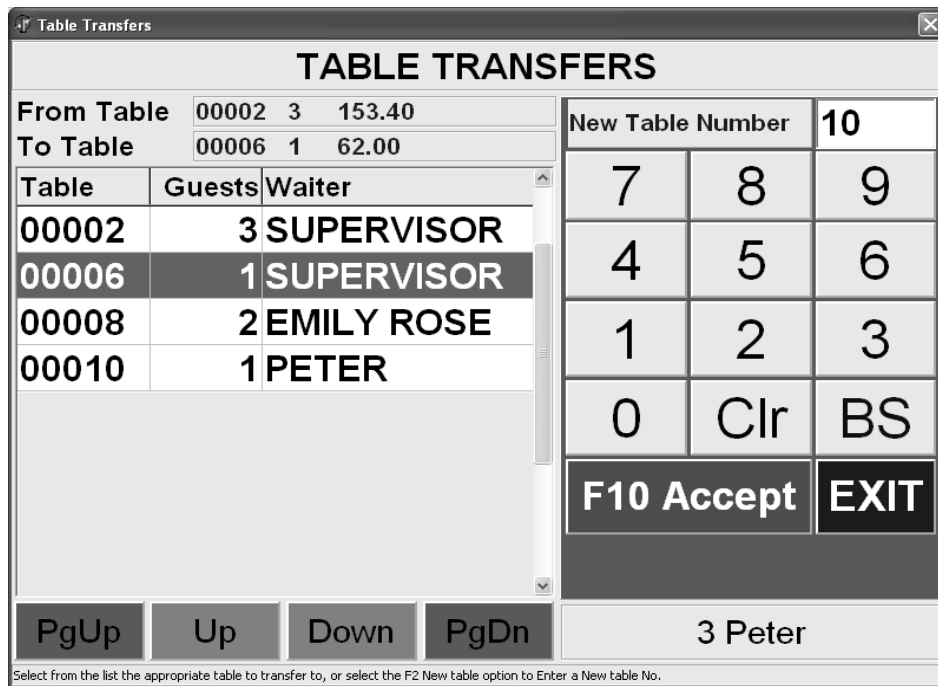 Table Transfers
TABLE TRANSFERS
From Table 00002 3 153.40
To Table 00006 1 62.00
Table Guests Waiter
00002 3 SUPERVISOR
00006 1 SUPERVISOR
00008 2 EMILY ROSE
00010 1 PETER
PgUp Up Down PgDn
New Table Number 10
7 8 9
4 5 6
1 2 3
0 Clr BS
F10 Accept EXIT
3 Peter
Select from the list the appropriate table to transfer to, or select the F2 New table option to Enter a New table No.